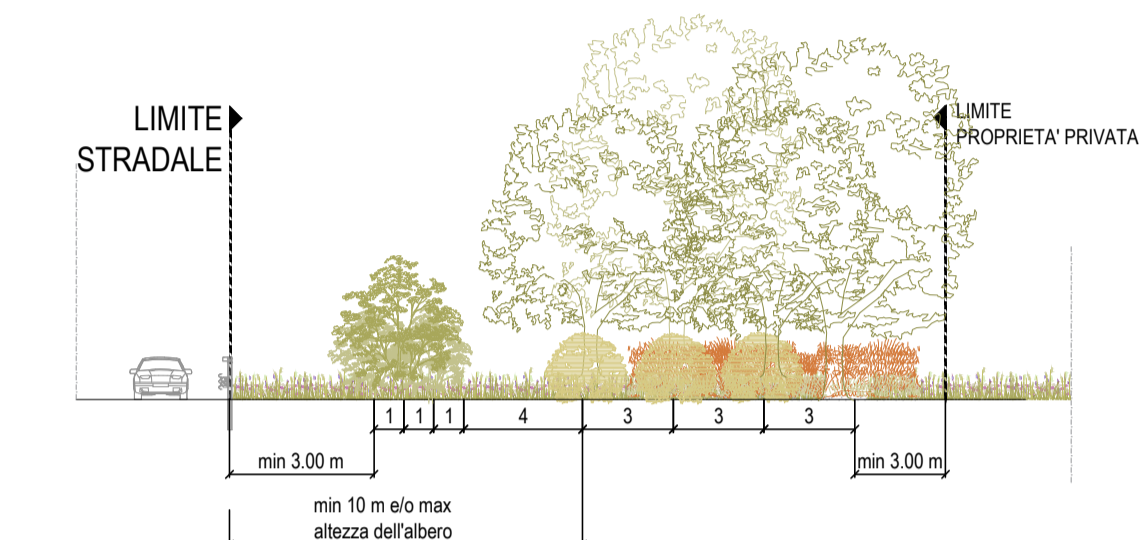 LIMITE
STRADALE
LIMITE
PROPRIETA' PRIVATA
1 1 1 4 3 3 3
min 3.00 m
min 3.00 m
min 10 m e/o max
altezza dell'albero